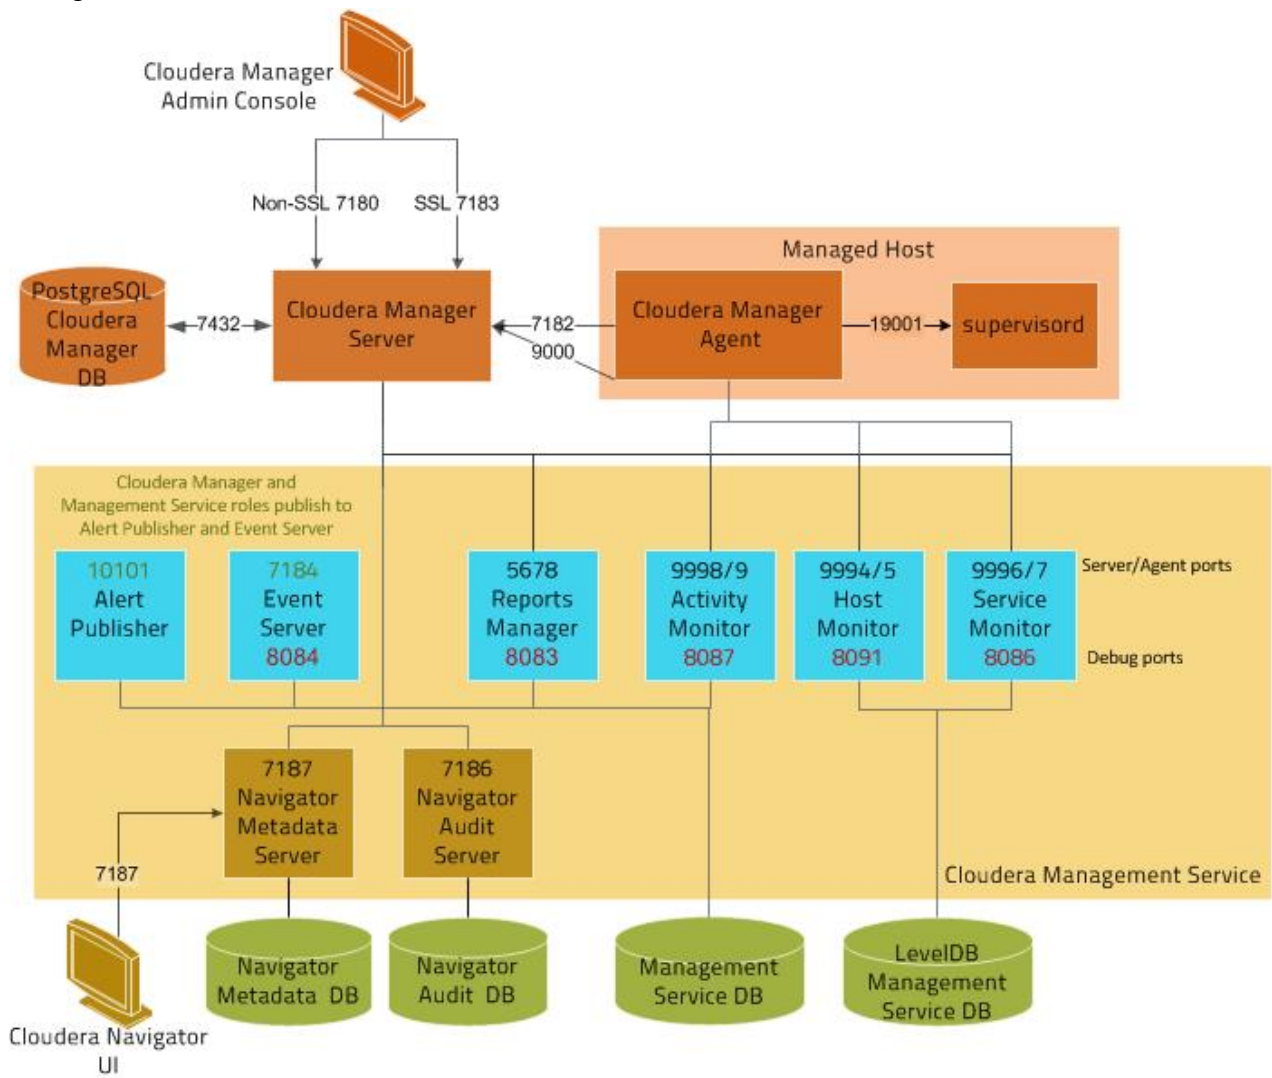 Cloudera Manager
Admin Console
Non-SSL 7180
SSL 7183
Managed Host
PostgreSQL
Cloudera
Manager
DB
7432
Cloudera Manager
Server
7182
9000
Cloudera Manager
Agent
19001
supervisord
Cloudera Manager and
Management Service roles publish to
Alert Publisher and Event Server
10101
Alert
Publisher
7184
Event
Server
8084
5678
Reports
Manager
8083
9998/9
Activity
Monitor
8087
9994/5
Host
Monitor
8091
9996/7
Service
Monitor
8086
Server/Agent ports
Debug ports
7187
Navigator
Metadada
Server
7186
Navigator
Audit
Server
7187
Cloudera Management Service
Cloudera Navigator
UI
Navigator
Metadada DB
Navigator
Audit DB
Management
Service DB
LevelDB
Management
Service DB